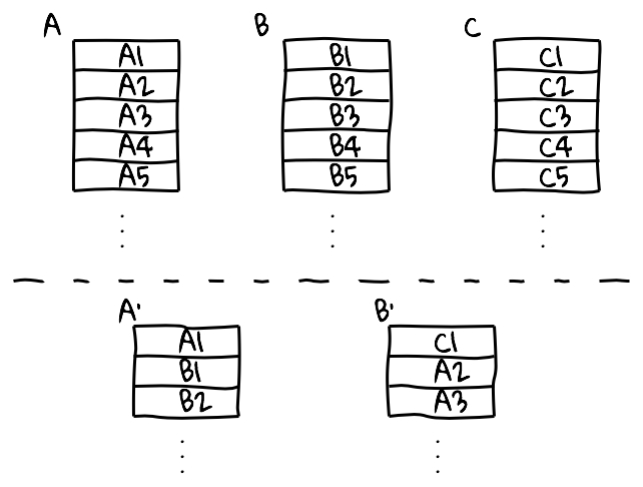 A B C
A1 B1 C1
A2 B2 C2
A3 B3 C3
A4 B4 C4
A5 B5 C5
A' B'
A1 C1
B1 A2
B2 A3